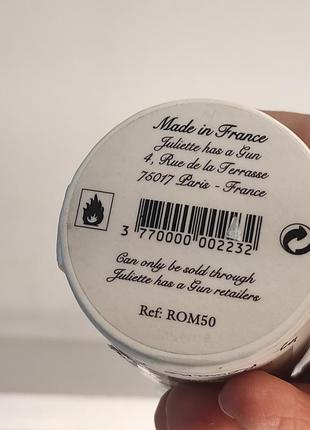 Made in France
Juliette has a Gun
4, Rue de la Terrasse
75017 Paris - France
3 770000 002232
Can only be sold through
Juliette has a Gun retailers
Ref: ROM50